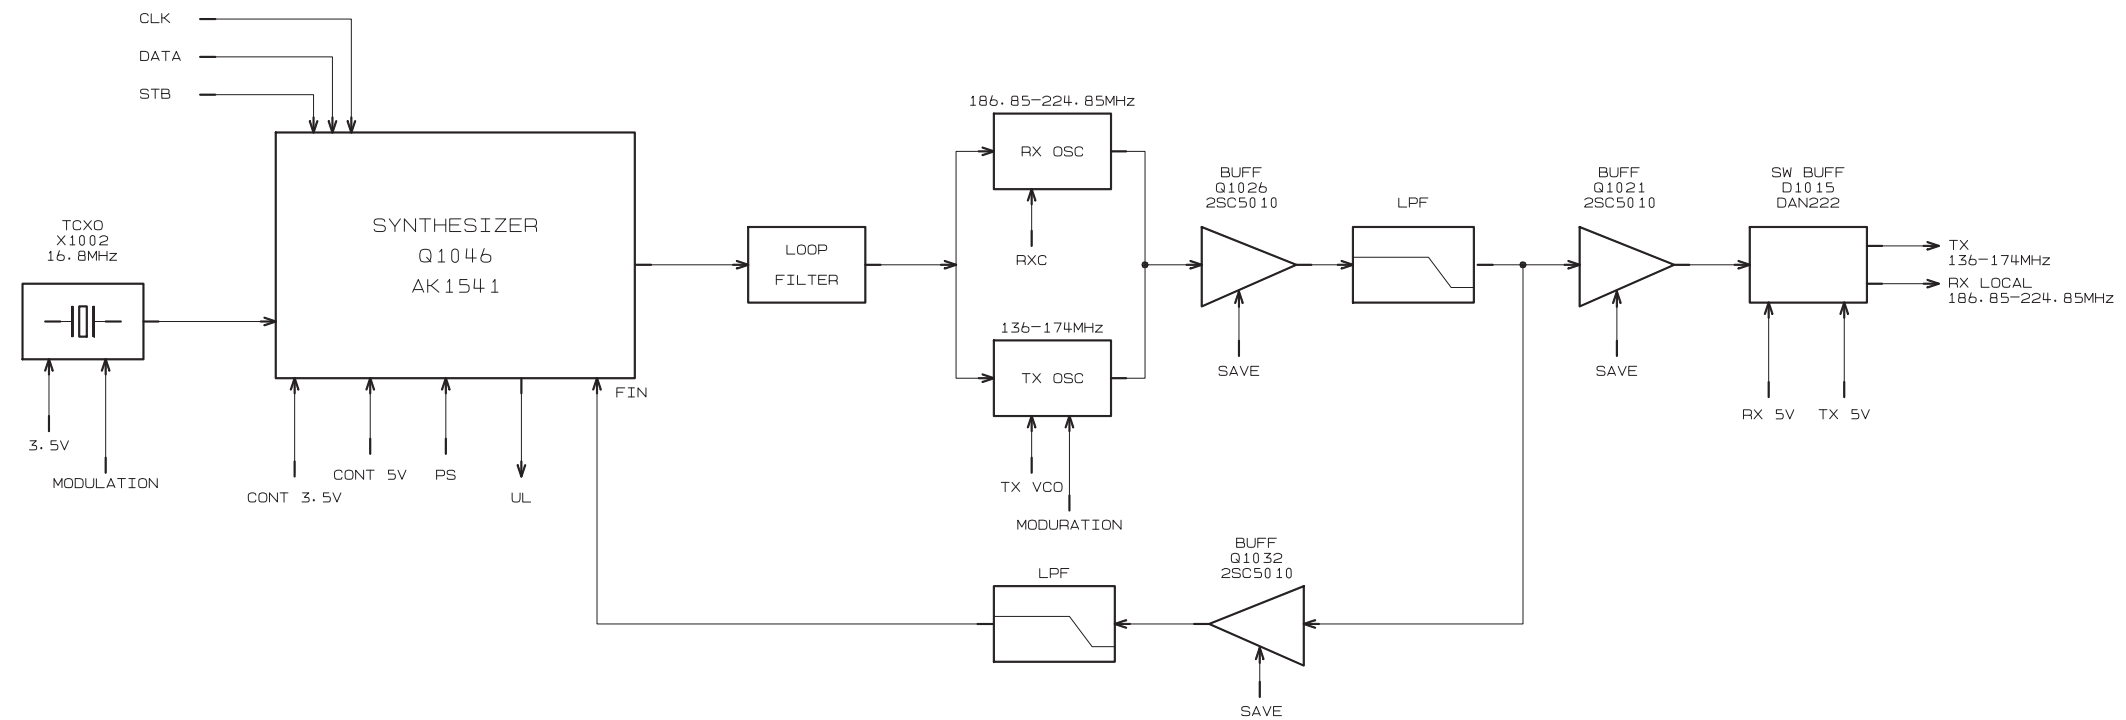 CLK
DATA
STB
TCXO
X1002
16.8MHz
3.5V
MODULATION
SYNTHESIZER
Q1046
AK1541
CONT 3.5V
CONT 5V
PS
UL
FIN
LOOP
FILTER
186.85-224.85MHz
RX OSC
RXC
136-174MHz
TX OSC
TX VCO
MODURATION
BUFF
Q1026
2SC5010
SAVE
LPF
BUFF
Q1021
2SC5010
SAVE
SW BUFF
D1015
DAN222
TX
136-174MHz
RX LOCAL
186.85-224.85MHz
RX 5V
TX 5V
BUFF
Q1032
2SC5010
SAVE
LPF